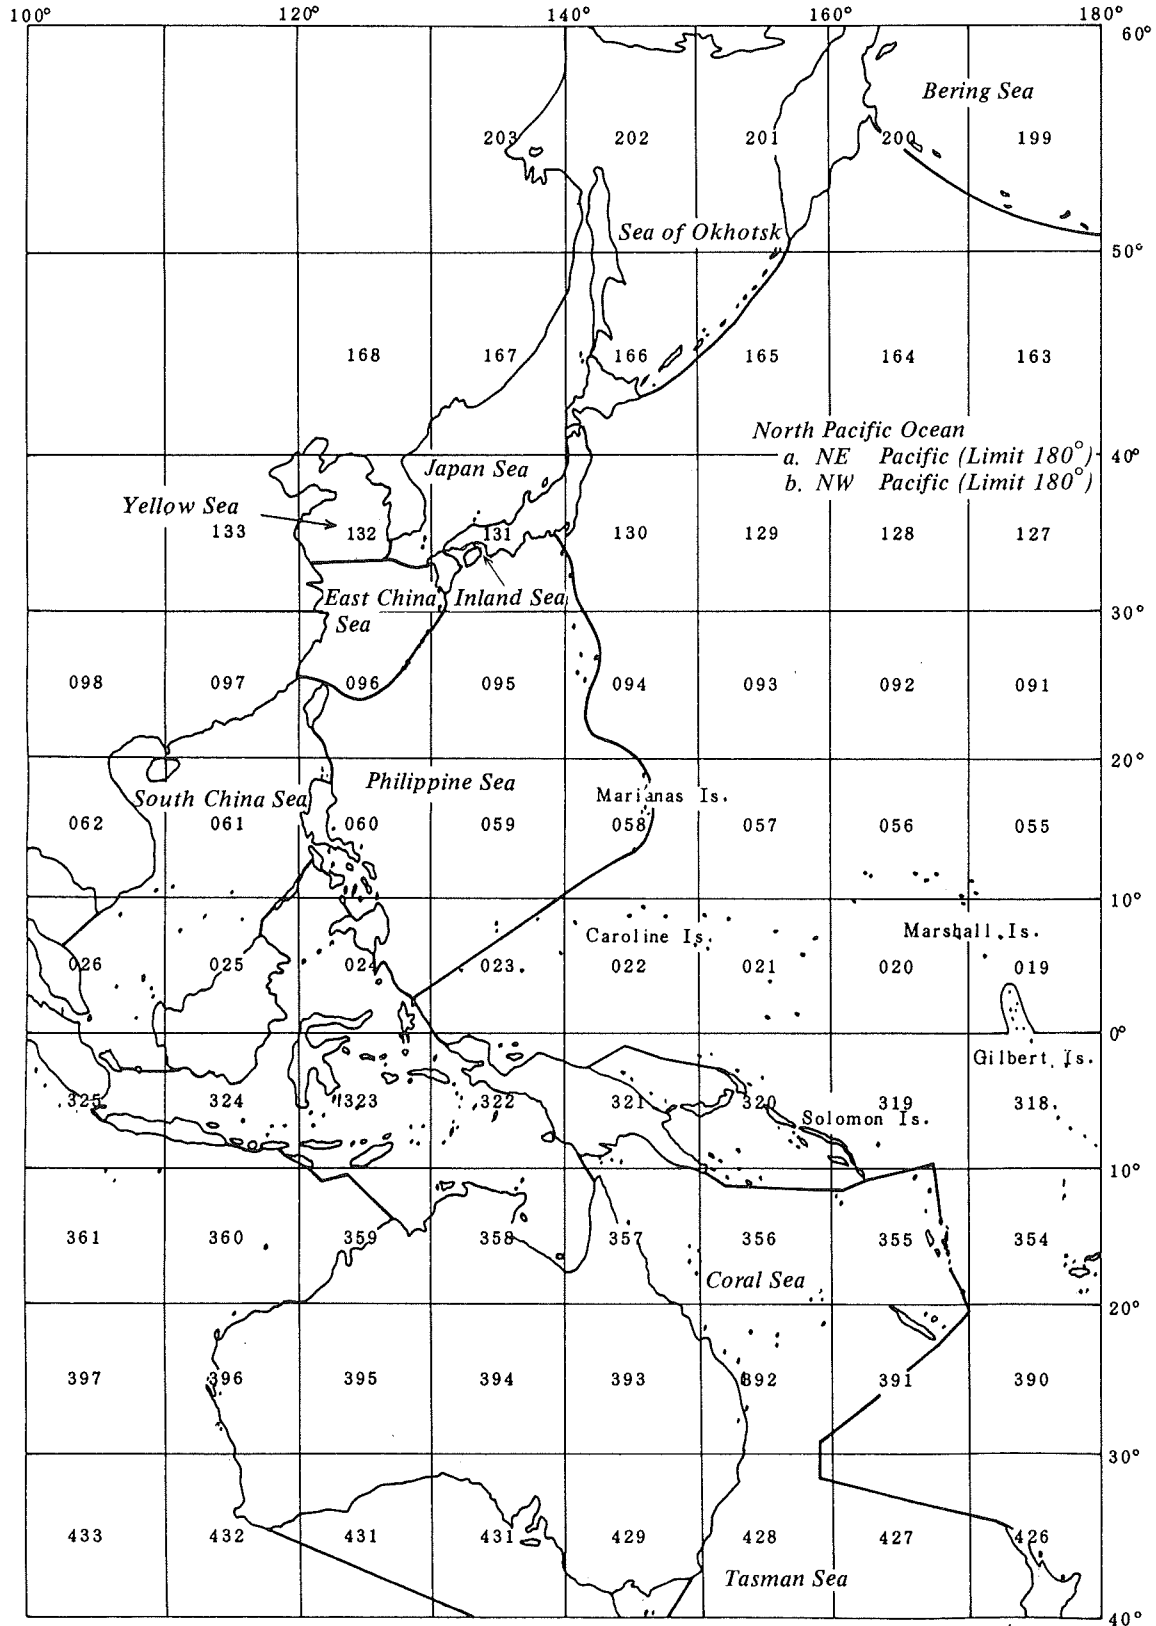 100° 120° 140° 160° 180°
60°
Bering Sea
203 202 201 200 199
Sea of Okhotsk
50°
168 167 166 165 164 163
North Pacific Ocean
a. NE Pacific (Limit 180°)
40°
b. NW Pacific (Limit 180°)
Japan Sea
Yellow Sea
133 132 131 130 129 128 127
East China Sea
Inland Sea
30°
098 097 096 095 094 093 092 091
20°
Philippine Sea
South China Sea
Marianas Is.
062 061 060 059 058 057 056 055
10°
Caroline Is.
Marshall Is.
026 025 024 023 022 021 020 019
0°
Gilbert Is.
325 324 323 322 321 320 319 318
Solomon Is.
10°
361 360 359 358 357 356 355 354
Coral Sea
20°
397 396 395 394 393 392 391 390
30°
433 432 431 431 429 428 427 426
Tasman Sea
40°